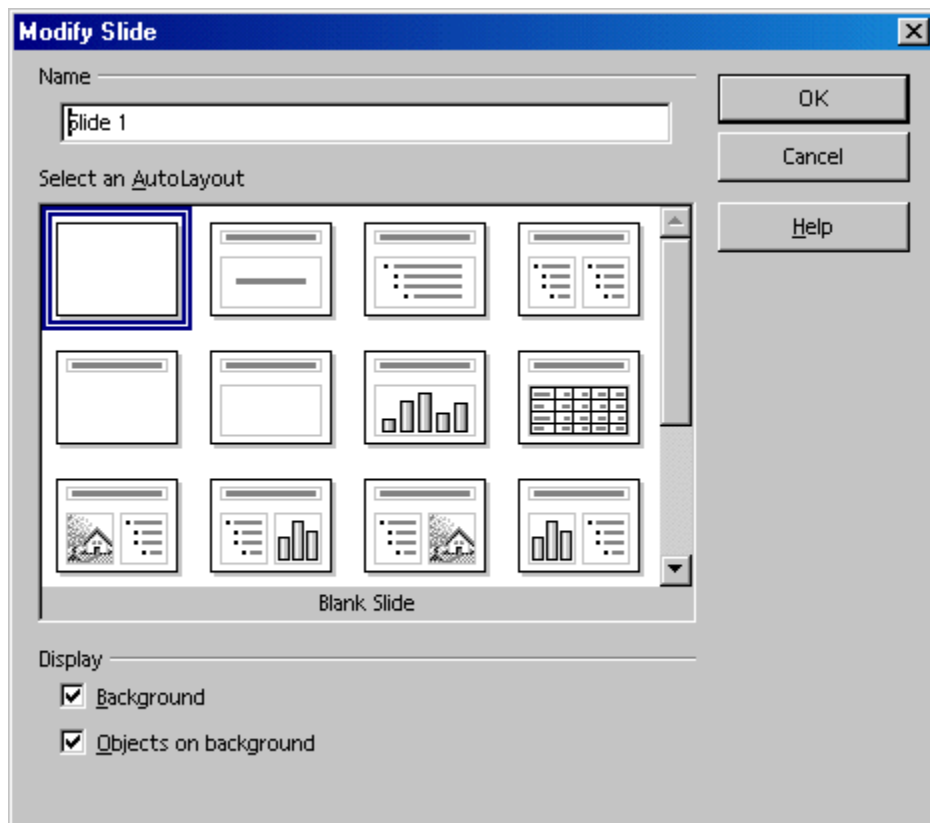 Modify Slide
Name
OK
Slide 1
Cancel
Select an AutoLayout
Help
Blank Slide
Display
Background
Objects on background